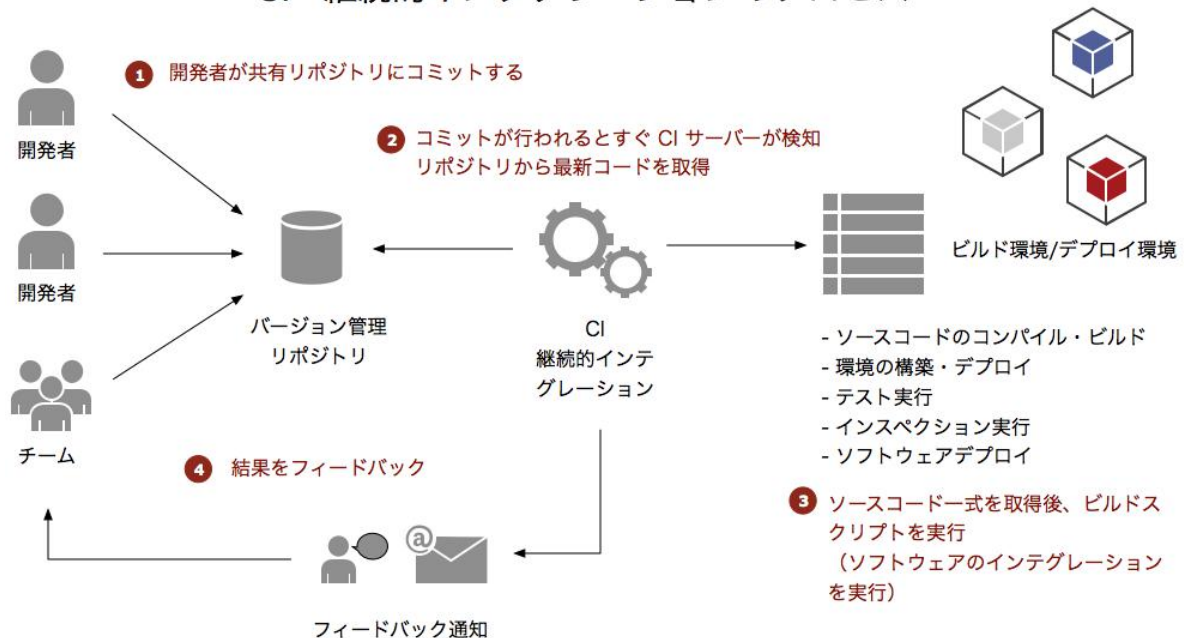 1 開発者が共有リポジトリにコミットする
開発者
2 コミットが行われるとすぐ CI サーバーが検知
リポジトリから最新コードを取得
開発者
ビルド環境/デプロイ環境
バージョン管理
リポジトリ
CI
継続的インテ
グレーション
- ソースコードのコンパイル・ビルド
- 環境の構築・デプロイ
- テスト実行
- インスペクション実行
- ソフトウェアデプロイ
チーム
4 結果をフィードバック
3 ソースコード一式を取得後、ビルドス
クリプトを実行
(ソフトウェアのインテグレーション
を実行)
@
フィードバック通知